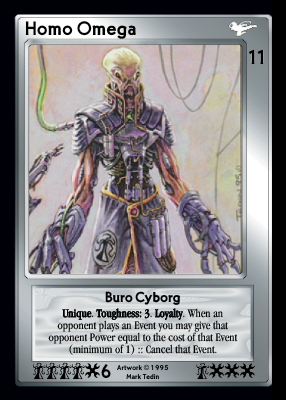 Homo Omega
11
Buro Cyborg
Unique. Toughness: 3. Loyalty. When an
opponent plays an Event you may give that
opponent Power equal to the cost of that Event
(minimum of 1) :: Cancel that Event.
6
Artwork © 1995
Mark Tedin